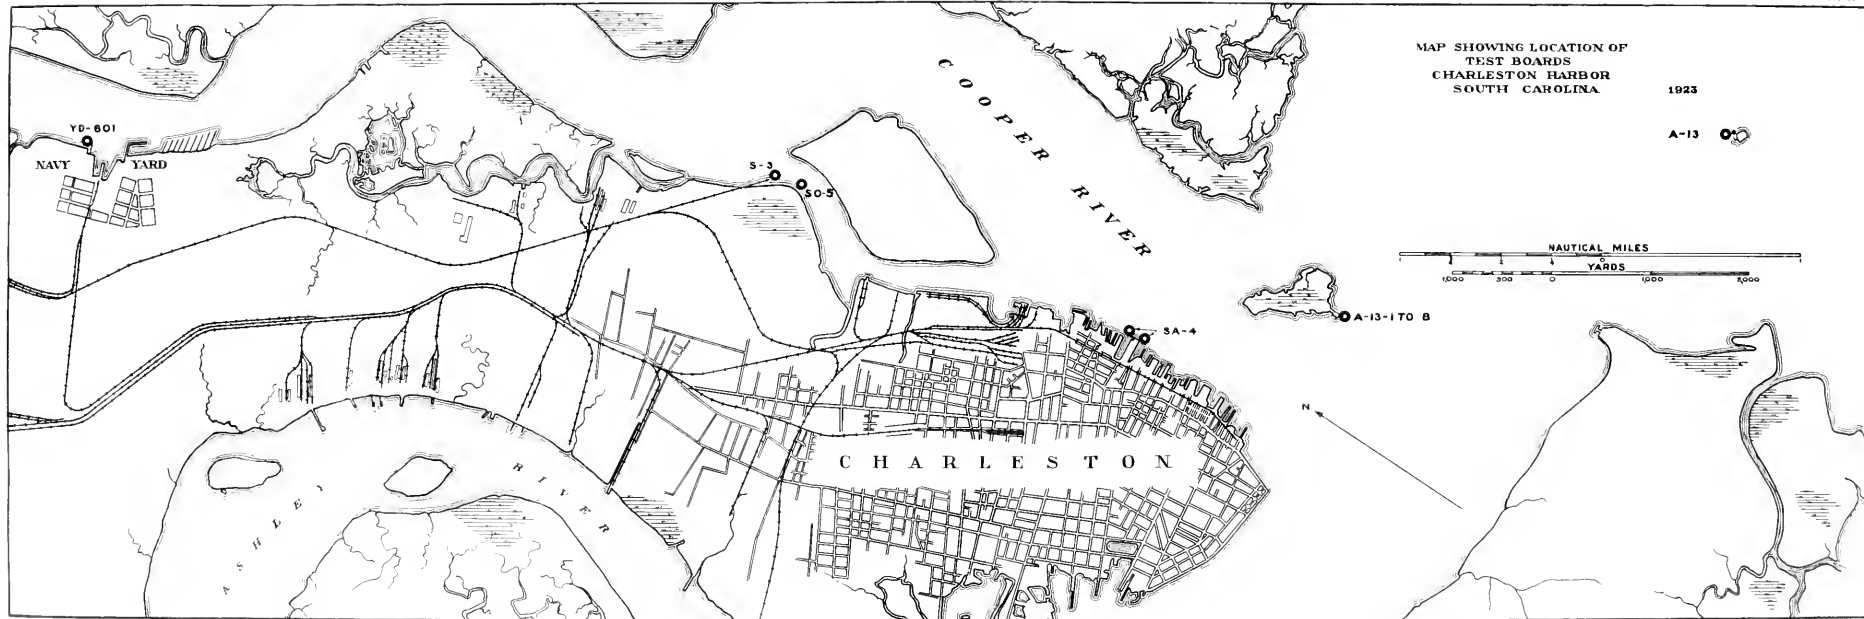 MAP SHOWING LOCATION OF
TEST BOARDS
CHARLESTON HARBOR
SOUTH CAROLINA 1923
A-13
YD-601
NAVY YARD
S-3
SO-5
COOPER RIVER
NAUTICAL MILES
YARDS
1,000 500 0 1,000 2,000
A-13-1 TO 8
SA-4
N
CHARLESTON
ASHLEY RIVER